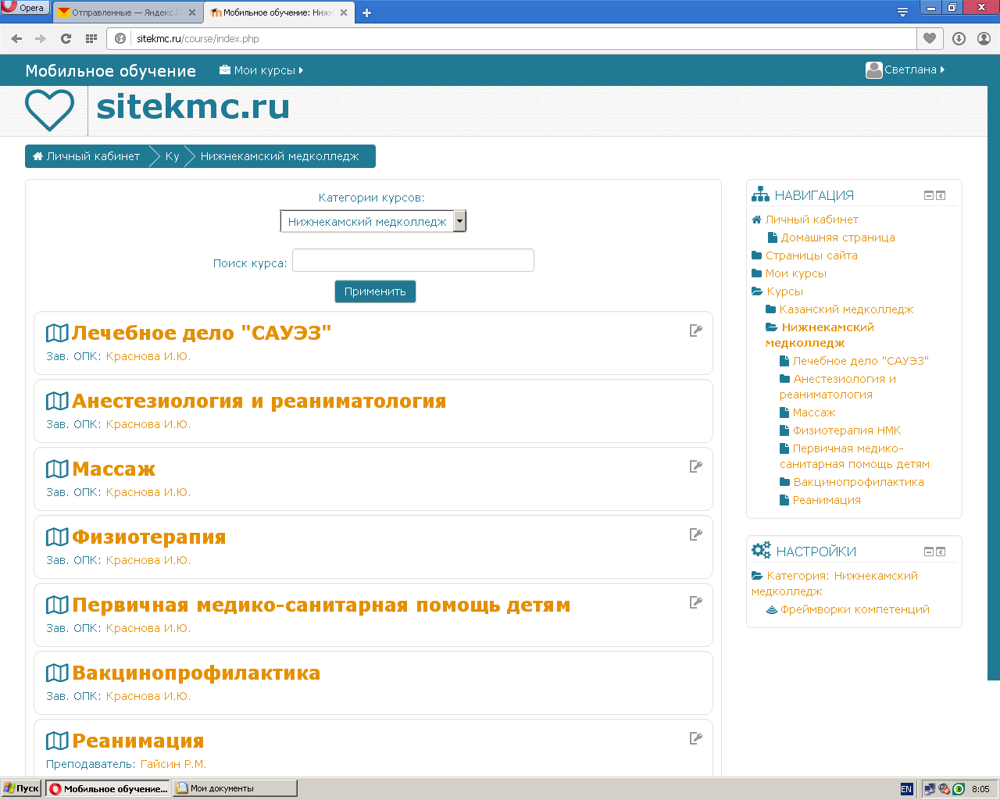 Opera
Отправленные — Яндекс.П
Мобильное обучение: Нижн
sitekmc.ru/course/index.php
Мобильное обучение
Мои курсы
Светлана
sitekmc.ru
Личный кабинет
Ку
Нижнекамский медколледж
Категории курсов:
Нижнекамский медколледж
Поиск курса:
Применить
Лечебное дело "САУЭЗ"
Зав. ОПК: Краснова И.Ю.
Анестезиология и реаниматология
Зав. ОПК: Краснова И.Ю.
Массаж
Зав. ОПК: Краснова И.Ю.
Физиотерапия
Зав. ОПК: Краснова И.Ю.
Первичная медико-санитарная помощь детям
Зав. ОПК: Краснова И.Ю.
Вакцинопрофилактика
Зав. ОПК: Краснова И.Ю.
Реанимация
Преподаватель: Гайсин Р.М.
НАВИГАЦИЯ
Личный кабинет
Домашняя страница
Страницы сайта
Мои курсы
Курсы
Казанский медколледж
Нижнекамский
медколледж
Лечебное дело "САУЭЗ"
Анестезиология и
реаниматология
Массаж
Физиотерапия НМК
Первичная медико-
санитарная помощь детям
Вакцинопрофилактика
Реанимация
НАСТРОЙКИ
Категория: Нижнекамский
медколледж
Фреймворки компетенций
Пуск
Мобильное обучение...
Мои документы
EN
8:05